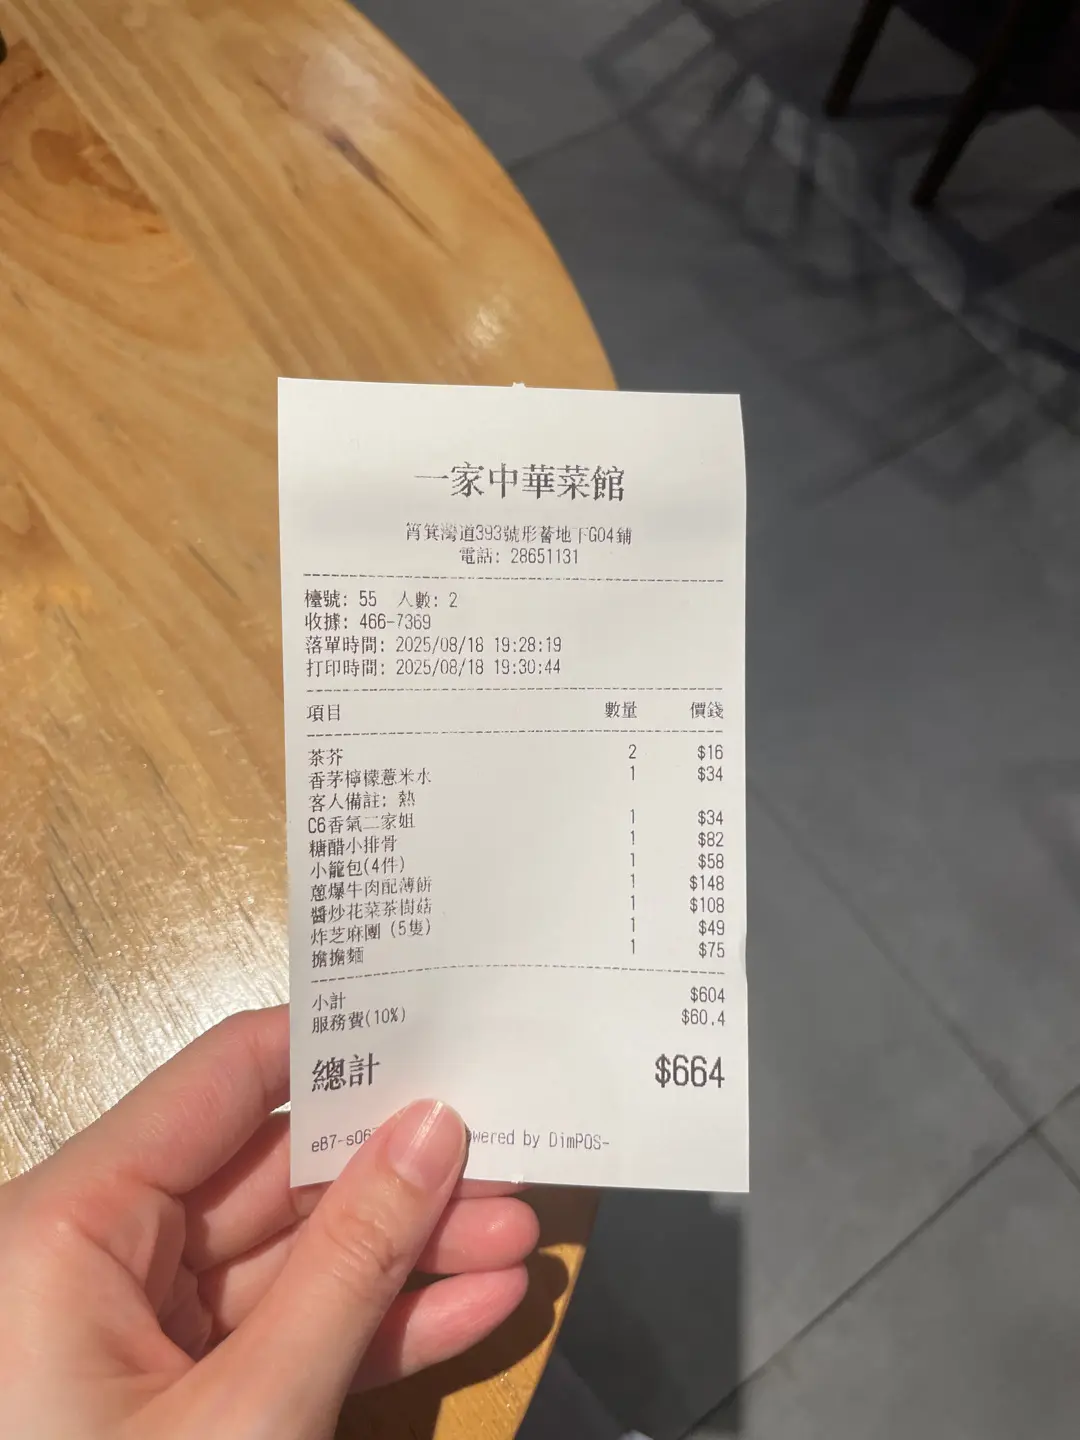 一家中華菜館
筲箕灣道393號形薈地下G04鋪
電話: 28651131
檯號: 55 人數: 2
收據: 466-7369
落單時間: 2025/08/18 19:28:19
打印時間: 2025/08/18 19:30:44
項目 數量 價錢
茶芥 2 $16
香茅檸檬薏米水 1 $34
客人備註: 熱
C6香氣二家姐 1 $34
糖醋小排骨 1 $82
小籠包(4件) 1 $58
蔥爆牛肉配薄餅 1 $148
醬炒花菜茶樹菇 1 $108
炸芝麻團 (5隻) 1 $49
擔擔麵 1 $75
小計 $604
服務費(10%) $60.4
總計 $664
eB7-s06 owered by DimPOS-